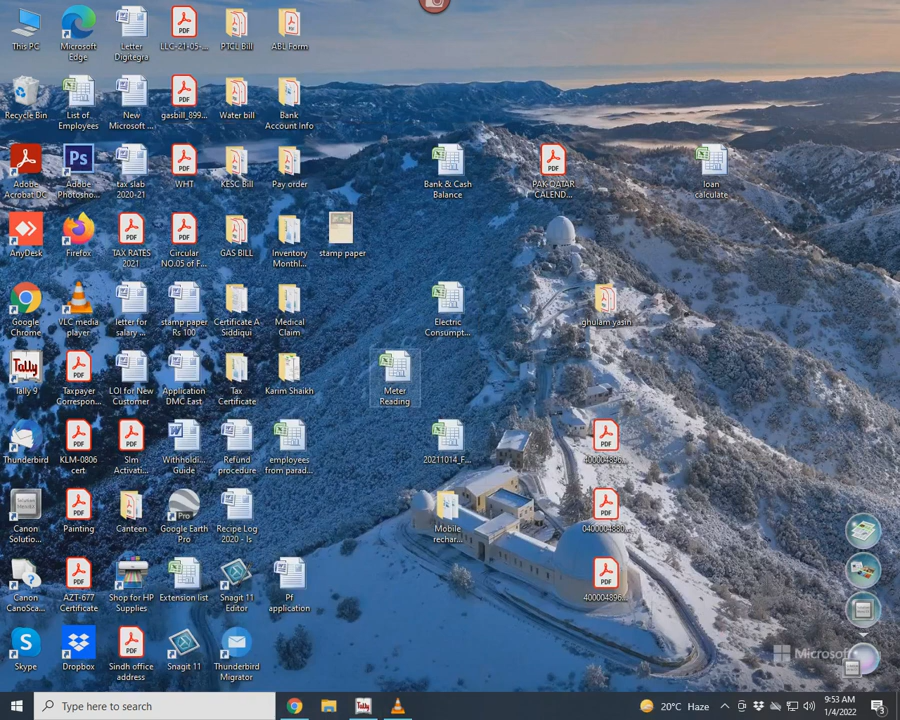 This PC
Microsoft
Edge
Letter
Digitegra
LLC-21-05-...
PTCL Bill
ABL Form
Recycle Bin
List of
Employees
New
Microsoft ...
gasbill_899...
Water bill
Bank
Account Info
Adobe
Acrobat DC
Adobe
Photosho...
tax slab
2020-21
WHT
KESC Bill
Pay order
Bank & Cash
Balance
PAK-QATAR
CALEND...
loan
calculate
AnyDesk
Firefox
TAX RATES
2021
Circular
NO.05 of F...
GAS BILL
Inventory
Monthl...
stamp paper
Google
Chrome
VLC media
player
letter for
salary ...
stamp paper
Rs 100
Certificate A
Siddiqui
Medical
Claim
Electric
Consumpt...
ghulam yasin
Tally 9
Taxpayer
Correspon...
LOI for New
Customer
Application
DMC East
Tax
Certificate
Karim Shaikh
Meter
Reading
Thunderbird
KLM-0806
cert
Slm
Activati...
Withholdi...
Guide
Refund
procedure
employees
from parad...
20211014_F...
400004896...
Canon
Solutio...
Painting
Canteen
Google Earth
Pro
Recipe Log
2020 - Is
Mobile
rechar...
Canon
CanoSca...
AZT-677
Certificate
Shop for HP
Supplies
Extension list
Snagit 11
Editor
Pf
application
400004896...
Skype
Dropbox
Sindh office
address
Snagit 11
Thunderbird
Migrator
Microsof
Type here to search
Tally
20°C Haze
9:53 AM
1/4/2022
3